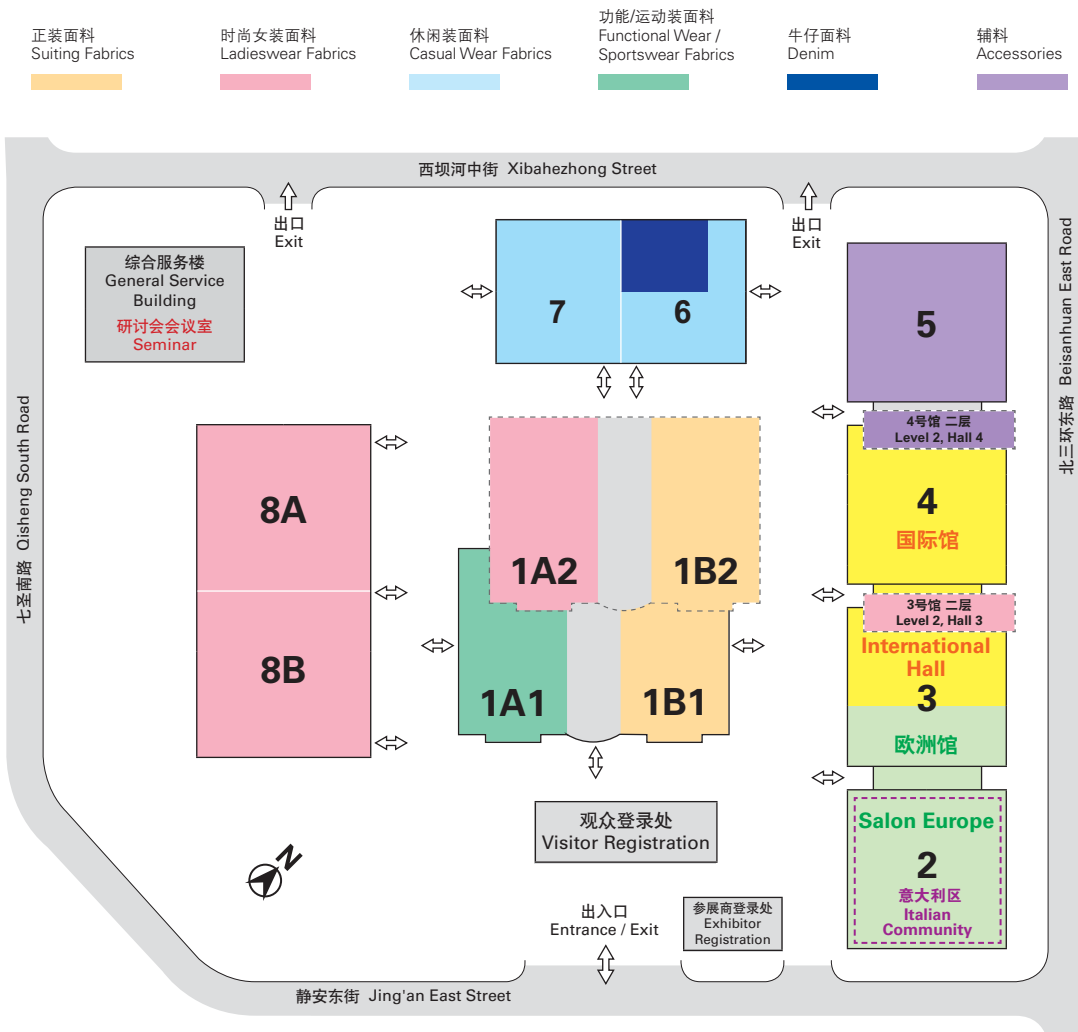 正装面料
Suiting Fabrics
时尚女装面料
Ladieswear Fabrics
休闲装面料
Casual Wear Fabrics
功能/运动装面料
Functional Wear /
Sportswear Fabrics
牛仔面料
Denim
辅料
Accessories
西坝河中街 Xibahezhong Street
出口
Exit
出口
Exit
综合服务楼
General Service
Building
研讨会会议室
Seminar
7
6
5
七圣南路 Qisheng South Road
北三环东路 Beisanhuan East Road
4号馆 二层
Level 2, Hall 4
8A
4
国际馆
1A2
1B2
3号馆 二层
Level 2, Hall 3
8B
International
Hall
3
欧洲馆
1A1
1B1
观众登录处
Visitor Registration
Salon Europe
2
意大利区
Italian
Community
N
出入口
Entrance / Exit
参展商登录处
Exhibitor
Registration
静安东街 Jing'an East Street